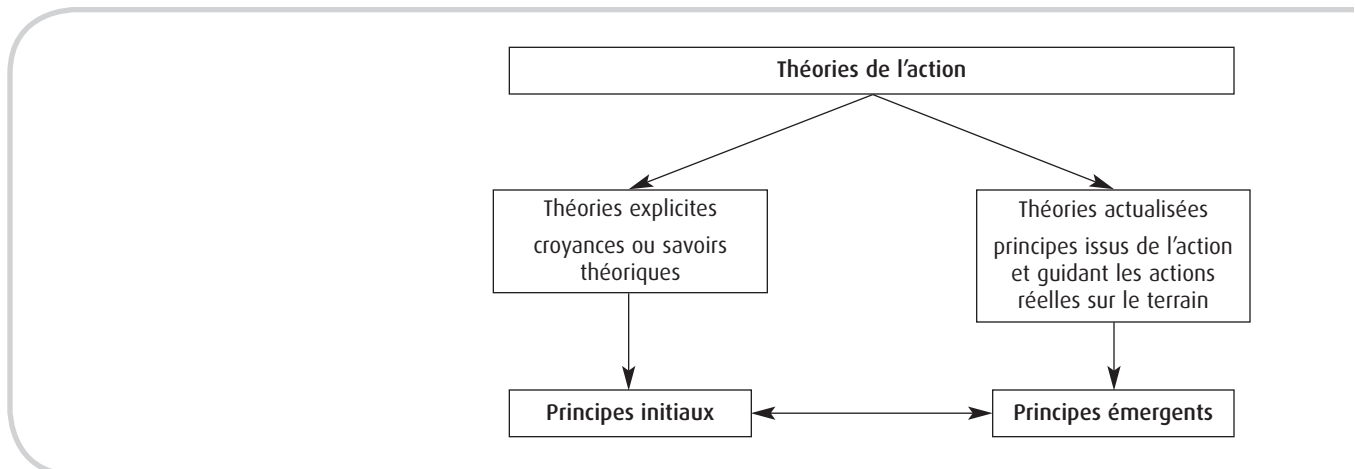 Théories de l'action
Théories explicites
croyances ou savoirs
théoriques
Théories actualisées
principes issus de l'action
et guidant les actions
réelles sur le terrain
Principes initiaux
Principes émergents